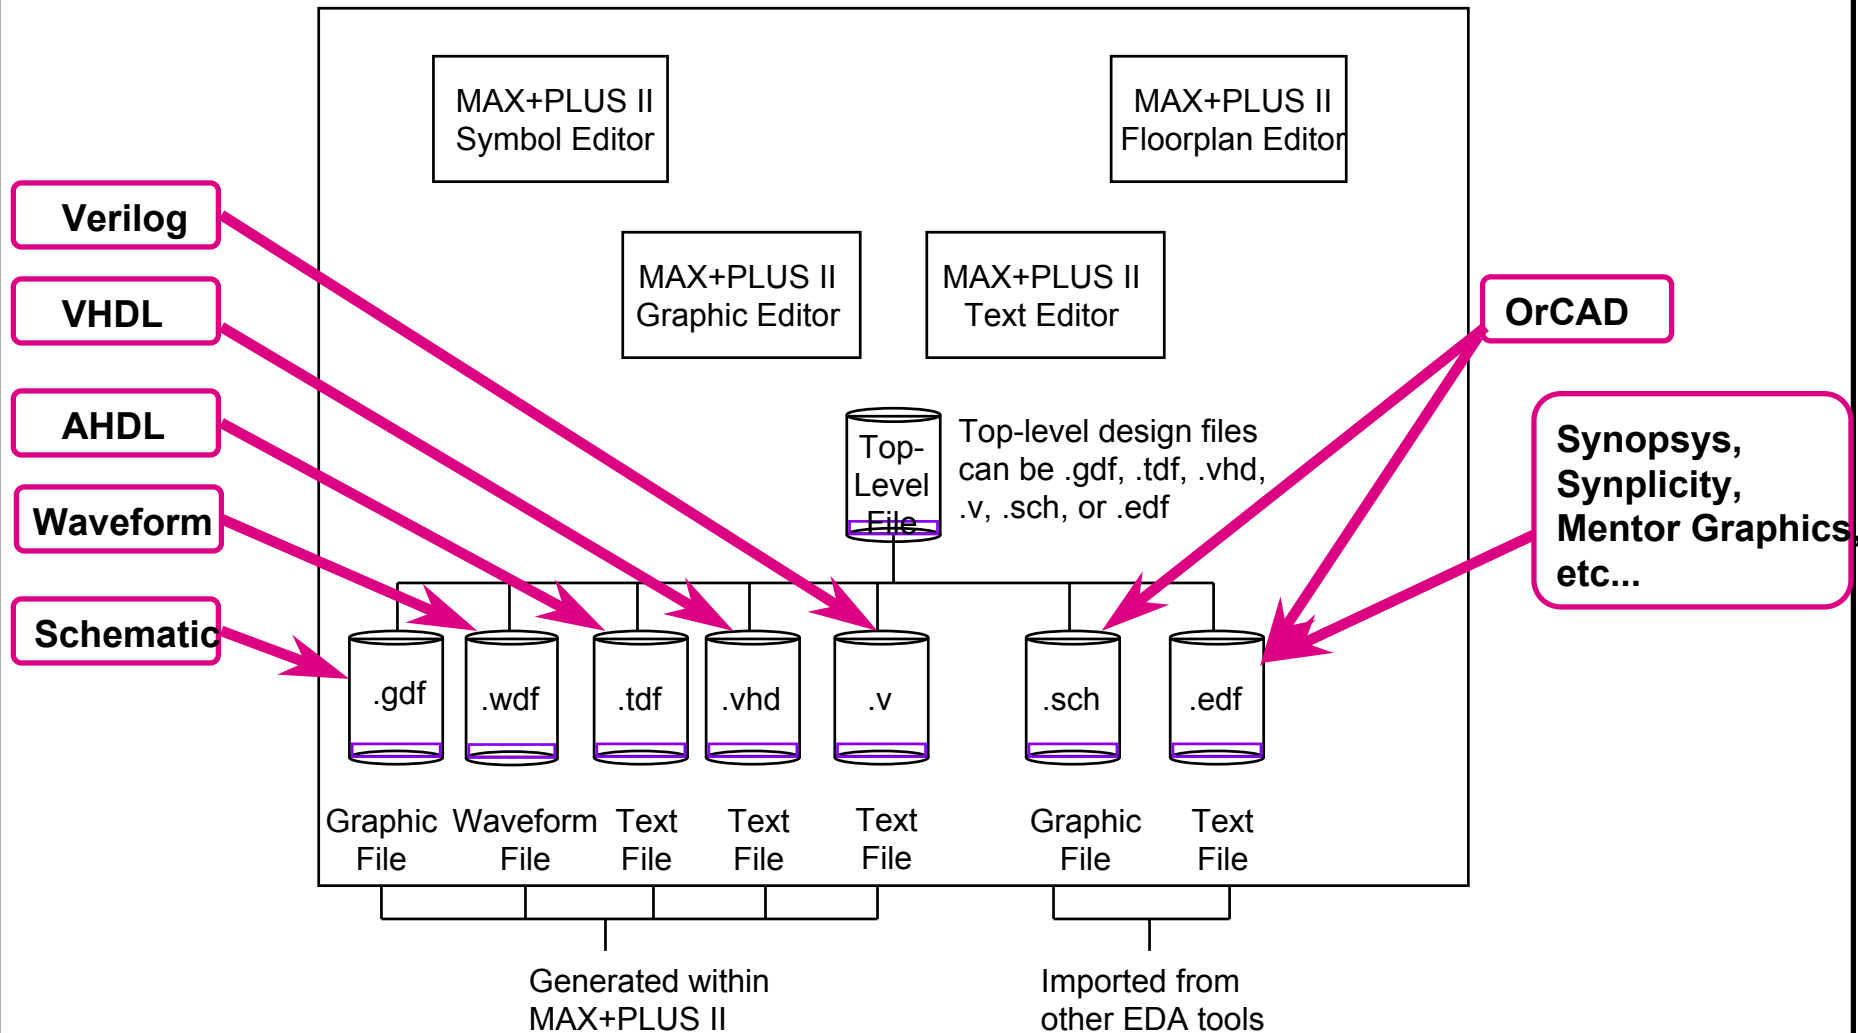 MAX+PLUS II
Symbol Editor
MAX+PLUS II
Floorplan Editor
Verilog
VHDL
AHDL
Waveform
Schematic
MAX+PLUS II
Graphic Editor
MAX+PLUS II
Text Editor
OrCAD
Synopsys,
Synplicity,
Mentor Graphics,
etc...
Top-
Level
File
Top-level design files
can be .gdf, .tdf, .vhd,
.v, .sch, or .edf
.gdf
.wdf
.tdf
.vhd
.v
.sch
.edf
Graphic
File
Waveform
File
Text
File
Text
File
Text
File
Graphic
File
Text
File
Generated within
MAX+PLUS II
Imported from
other EDA tools